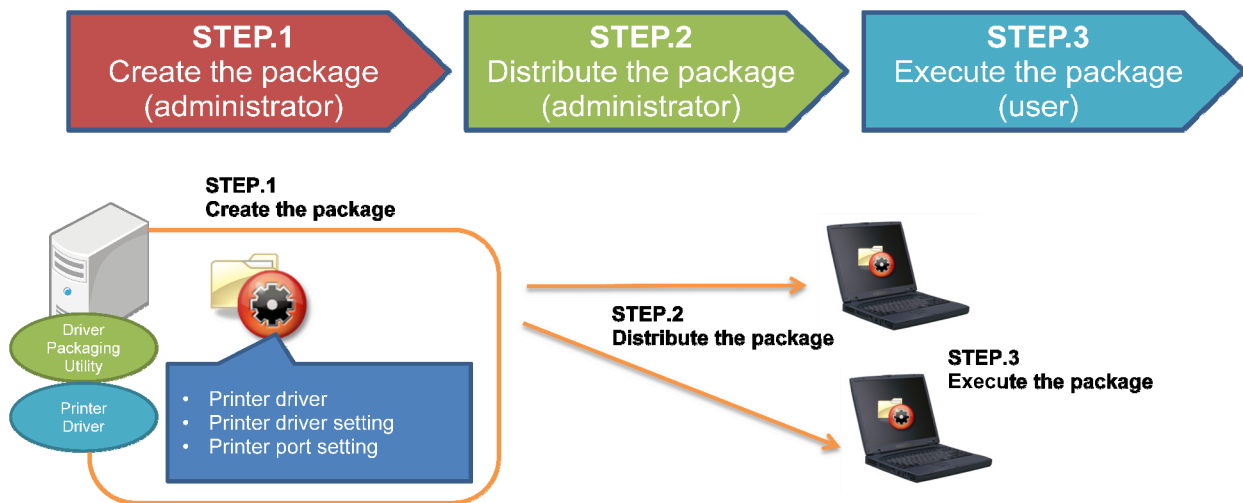 STEP.1
Create the package
(administrator)
STEP.2
Distribute the package
(administrator)
STEP.3
Execute the package
(user)
STEP.1
Create the package
Driver
Packaging
Utility
Printer
Driver
• Printer driver
• Printer driver setting
• Printer port setting
STEP.2
Distribute the package
STEP.3
Execute the package